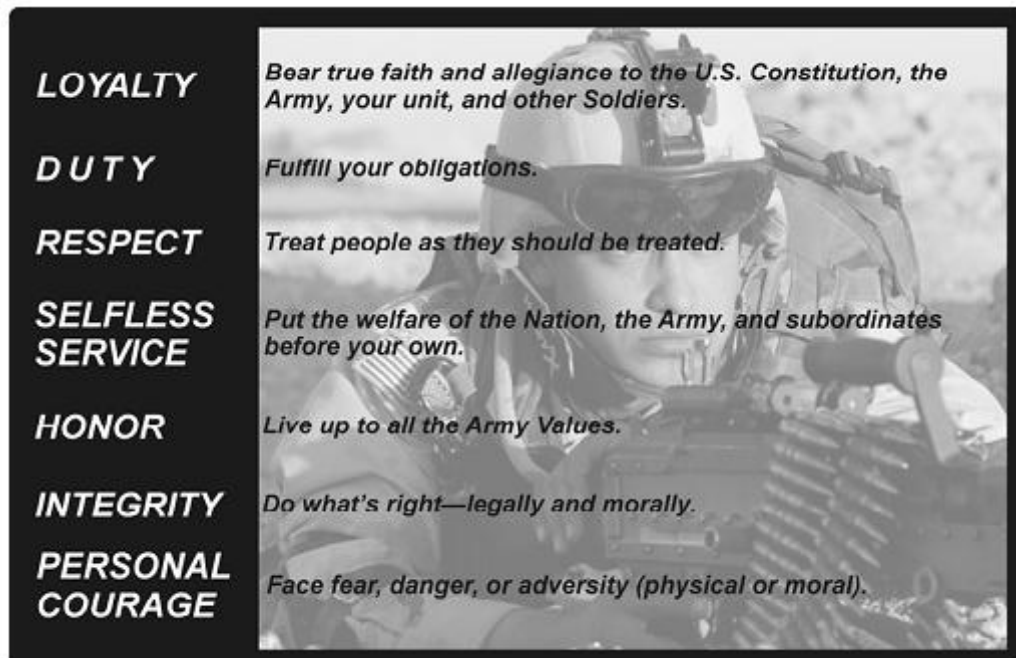 LOYALTY
Bear true faith and allegiance to the U.S. Constitution, the
Army, your unit, and other Soldiers.
D U T Y
Fulfill your obligations.
RESPECT
Treat people as they should be treated.
SELFLESS
SERVICE
Put the welfare of the Nation, the Army, and subordinates
before your own.
HONOR
Live up to all the Army Values.
INTEGRITY
Do what's right—legally and morally.
PERSONAL
COURAGE
Face fear, danger, or adversity (physical or moral).